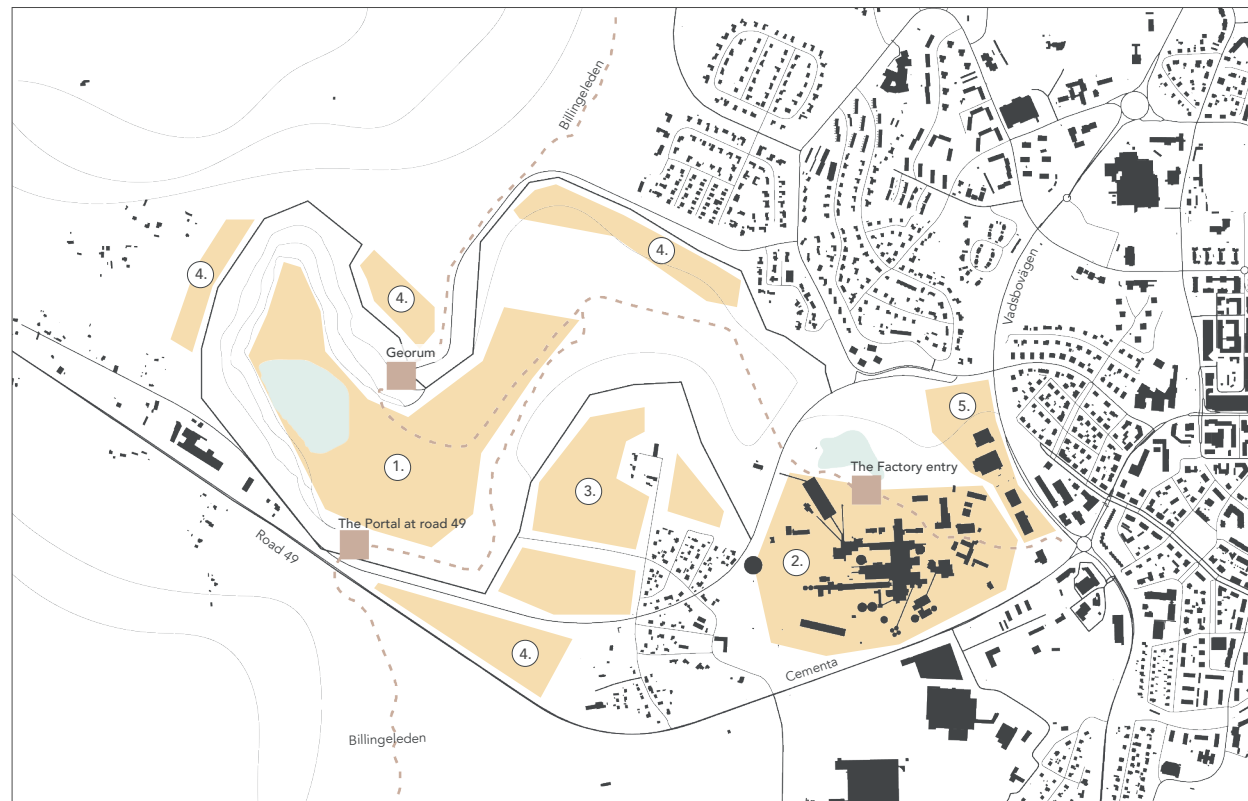 Billingeleden
4.
4.
4.
Vadsbovägen
Georum
5.
1.
The Factory entry
3.
The Portal at road 49
Road 49
2.
4.
Cementa
Billingeleden